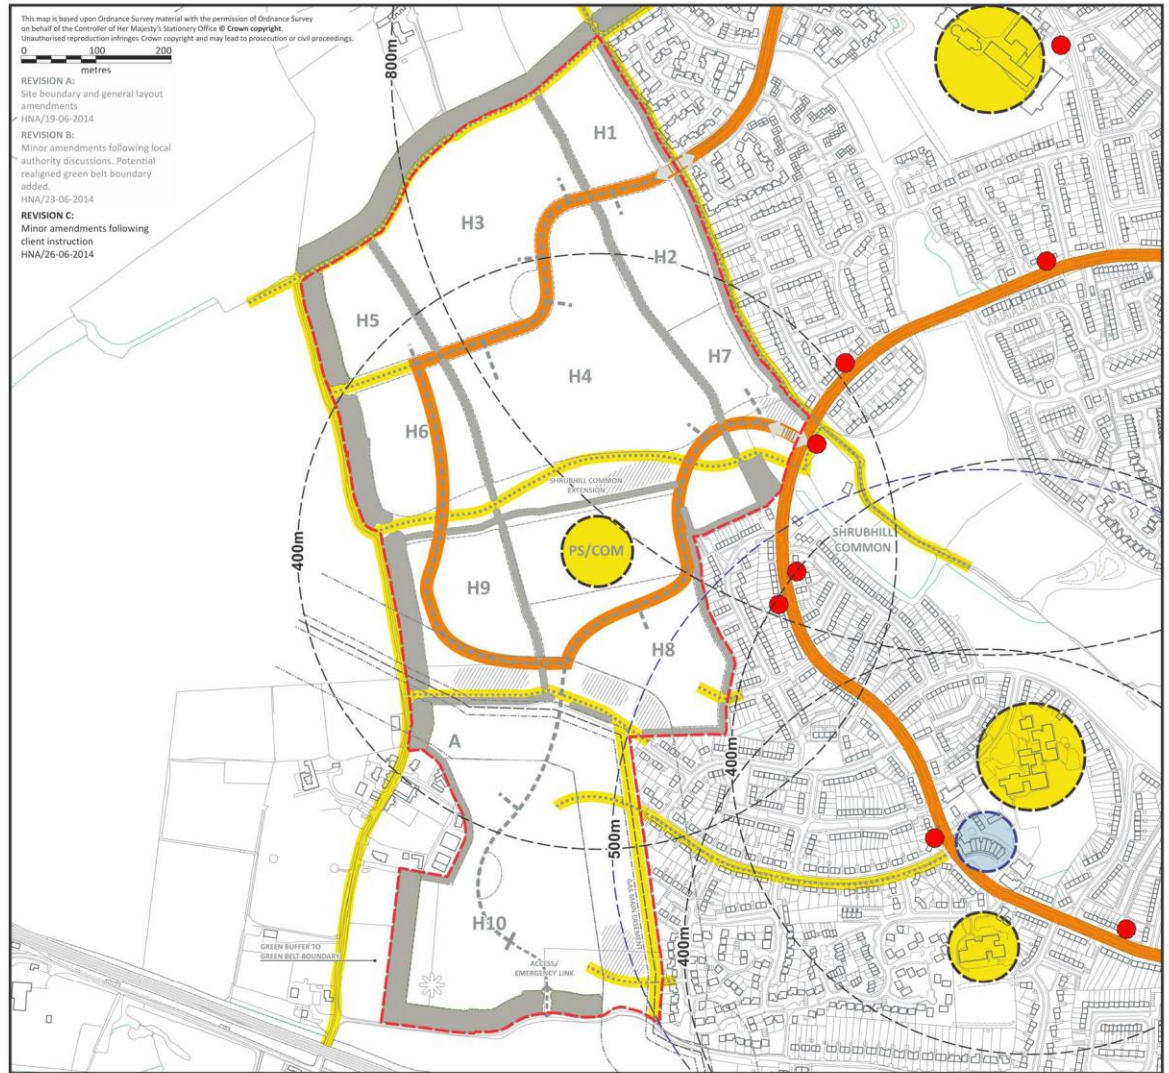 This map is based upon Ordnance Survey material with the permission of Ordnance Survey
on behalf of the Controller of Her Majesty's Stationery Office © Crown copyright.
Unauthorised reproduction infringes Crown copyright and may lead to prosecution or civil proceedings.
0 100 200
metres
REVISION A:
Site boundary and general layout
amendments
HNA/19-06-2014
REVISION B:
Minor amendments following local
authority discussions. Potential
realigned green belt boundary
added.
HNA/23-06-2014
REVISION C:
Minor amendments following
client instruction
HNA/26-06-2014
800m
H1
H3
H2
H5
H7
H4
H6
SHRUBHILL COMMON
EXTENSION
SHRUBHILL
COMMON
400m
PS/COM
H9
H8
A
400m
500m
H10
GAS MAIN EASEMENT
400m
GREEN BUFFER TO
GREEN BELT BOUNDARY
ACCESS/
EMERGENCY LINK